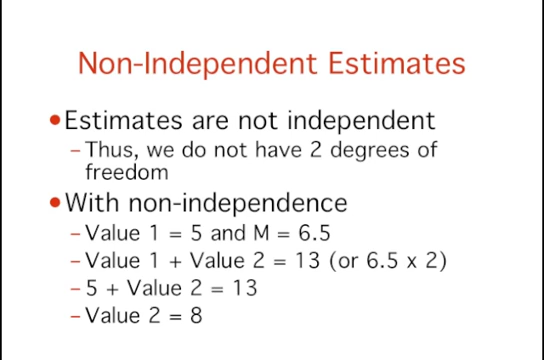 Non-Independent Estimates
•Estimates are not independent
–Thus, we do not have 2 degrees of
freedom
•With non-independence
–Value 1 = 5 and M = 6.5
–Value 1 + Value 2 = 13 (or 6.5 x 2)
–5 + Value 2 = 13
–Value 2 = 8